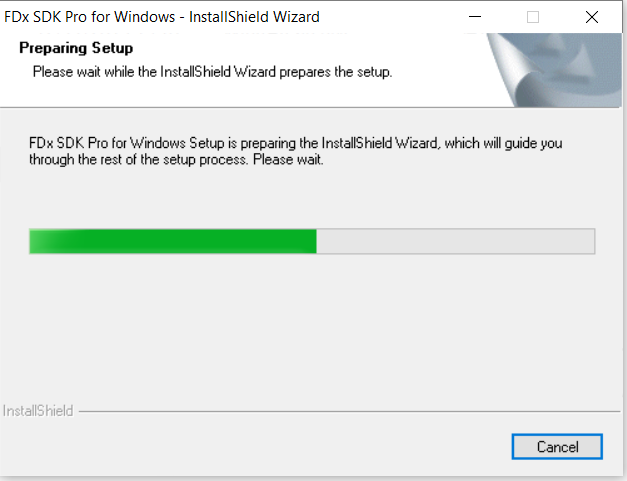 FDx SDK Pro for Windows - InstallShield Wizard
Preparing Setup
Please wait while the InstallShield Wizard prepares the setup.
FDx SDK Pro for Windows Setup is preparing the InstallShield Wizard, which will guide you
through the rest of the setup process. Please wait.
InstallShield
Cancel